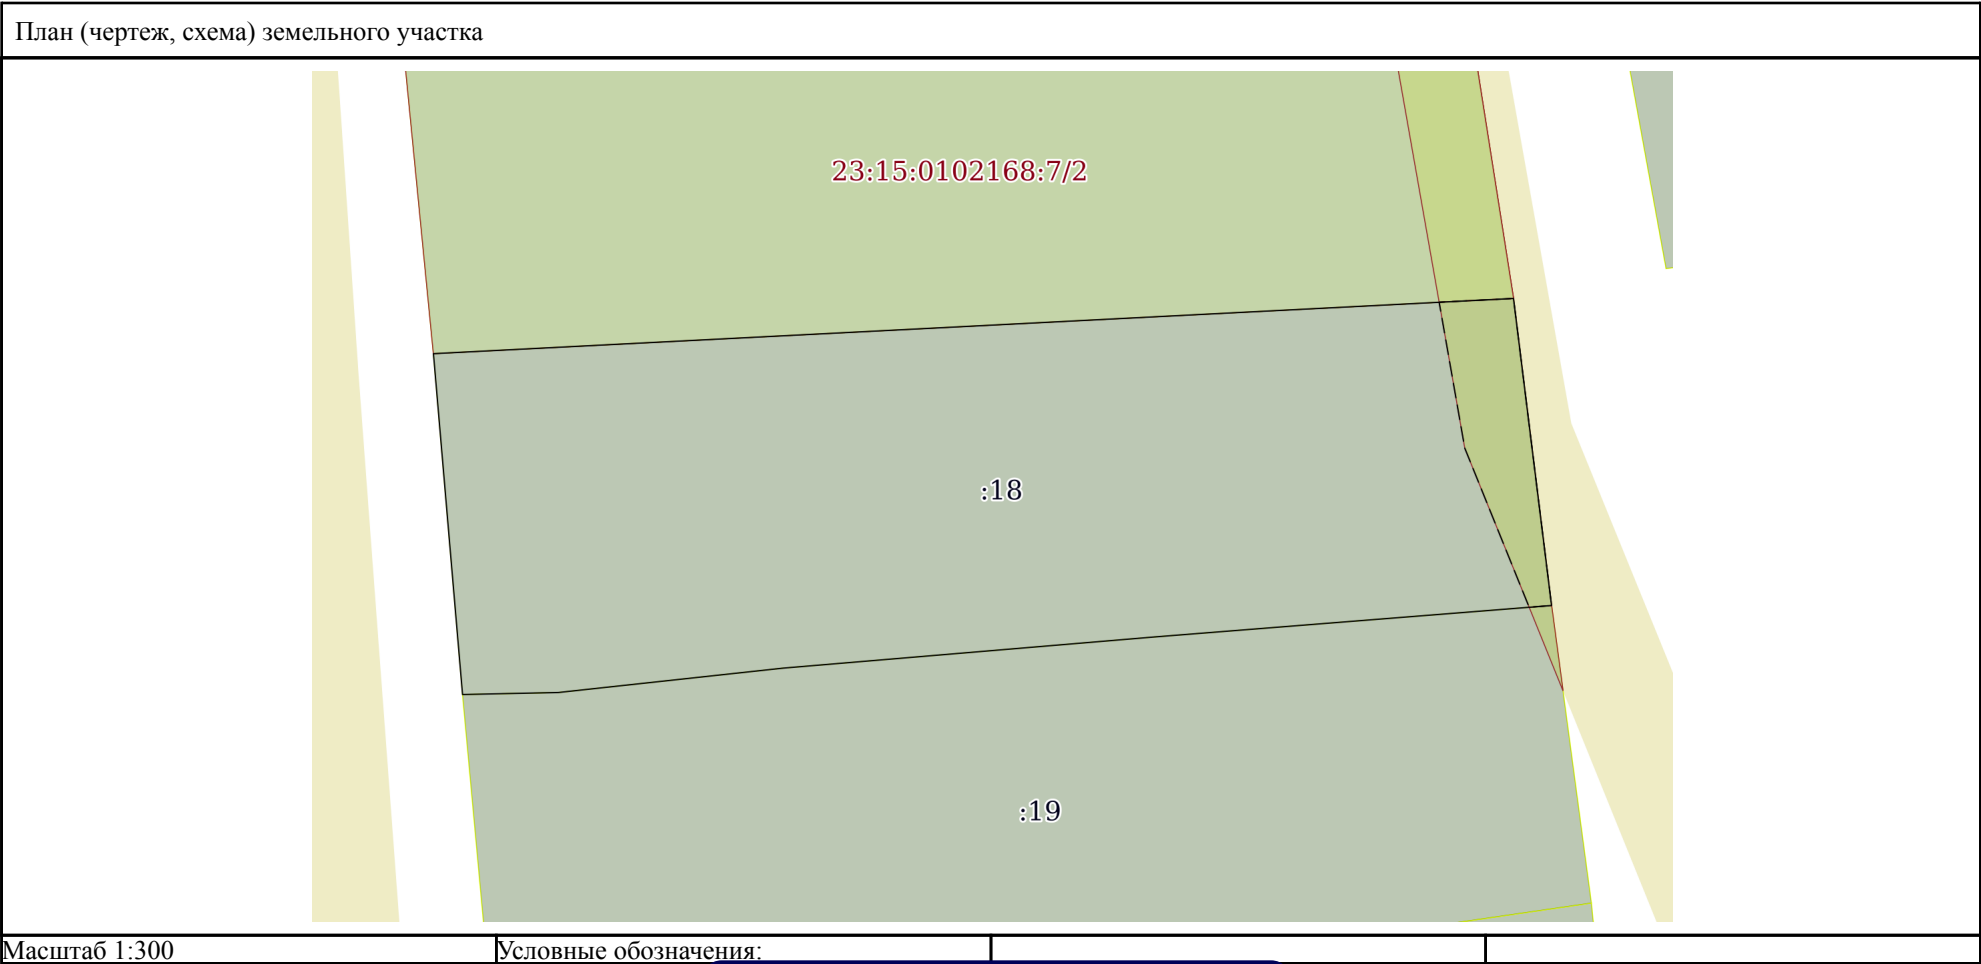 План (чертеж, схема) земельного участка
23:15:0102168:7/2
:18
:19
Масштаб 1:300
Условные обозначения: